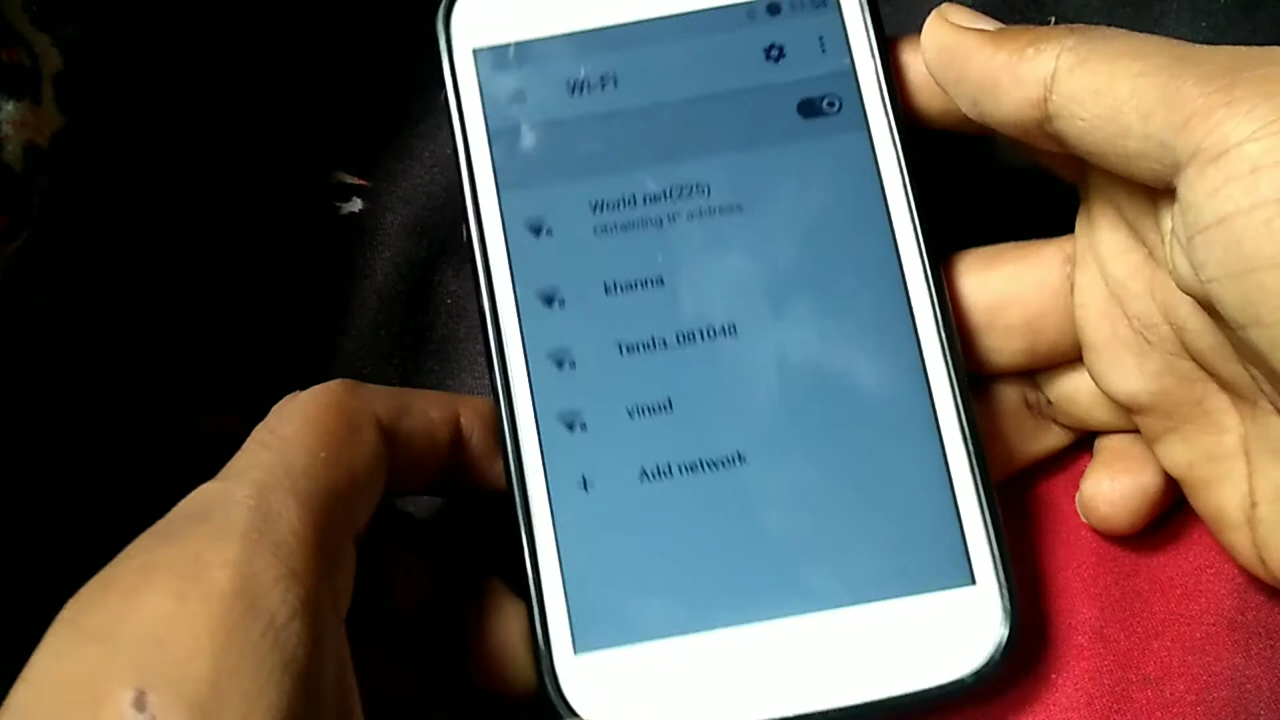 Wi-Fi
World net(225)
Obtaining IP address...
khanna
Tenda_081048
vinod
Add network